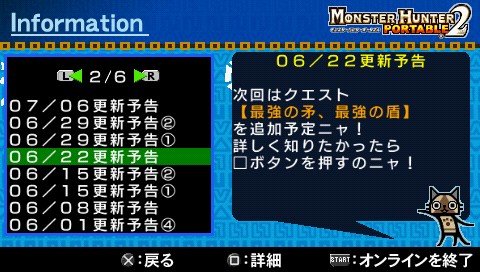 Information
MONSTER HUNTER
PORTABLE 2
L 2/6 R
07/06更新予告
06/29更新予告②
06/29更新予告①
06/22更新予告
06/15更新予告②
06/15更新予告①
06/08更新予告
06/01更新予告④
06/22更新予告
次回はクエスト
【最強の矛、最強の盾】
を追加予定ニャ！
詳しく知りたかったら
□ボタンを押すのニャ！
×:戻る
□:詳細
START:オンラインを終了